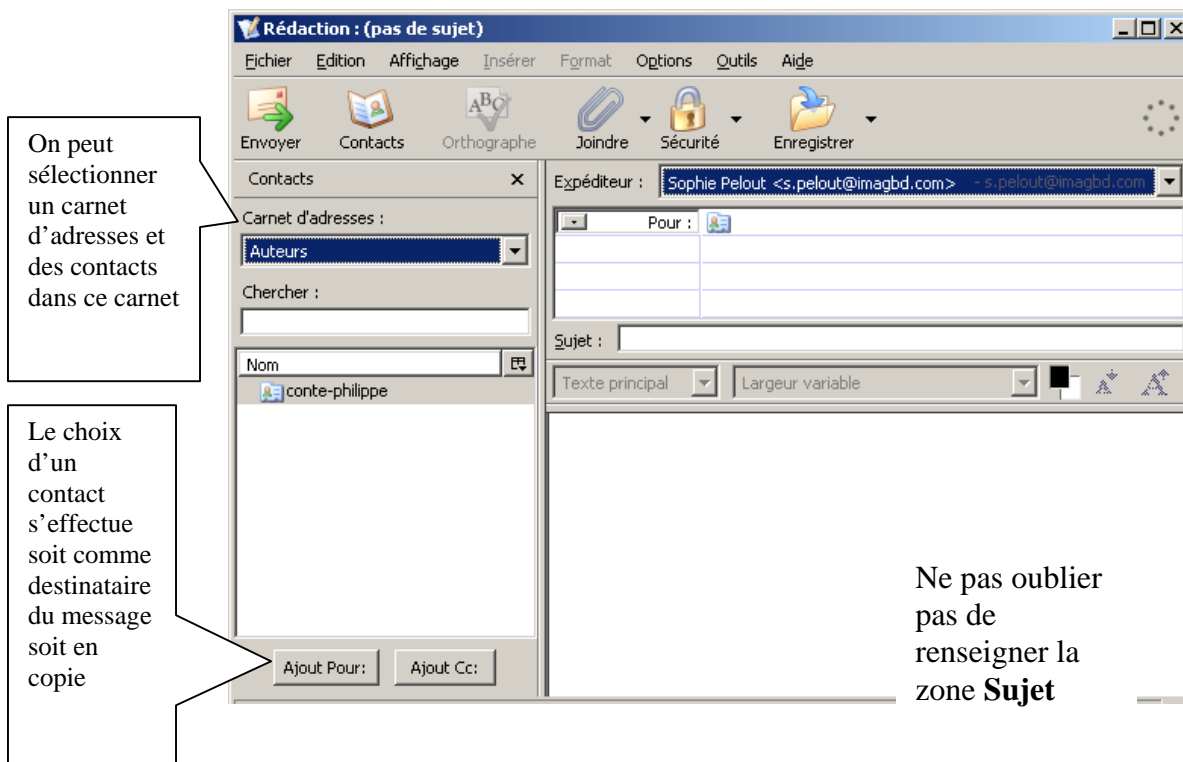 Rédaction : (pas de sujet)
Fichier Edition Affichage Insérer Format Options Outils Aide
Envoyer Contacts Orthographe Joindre Sécurité Enregistrer
On peut
sélectionner
un carnet
d’adresses et
des contacts
dans ce carnet
Contacts
Carnet d'adresses :
Auteurs
Chercher :
Nom
conte-philippe
Expéditeur : Sophie Pelout <s.pelout@imagbd.com> - s.pelout@imagbd.com
Pour :
Sujet :
Texte principal Largeur variable
Le choix
d’un
contact
s’effectue
soit comme
destinataire
du message
soit en
copie
Ajout Pour: Ajout Cc:
Ne pas oublier
pas de
renseigner la
zone Sujet